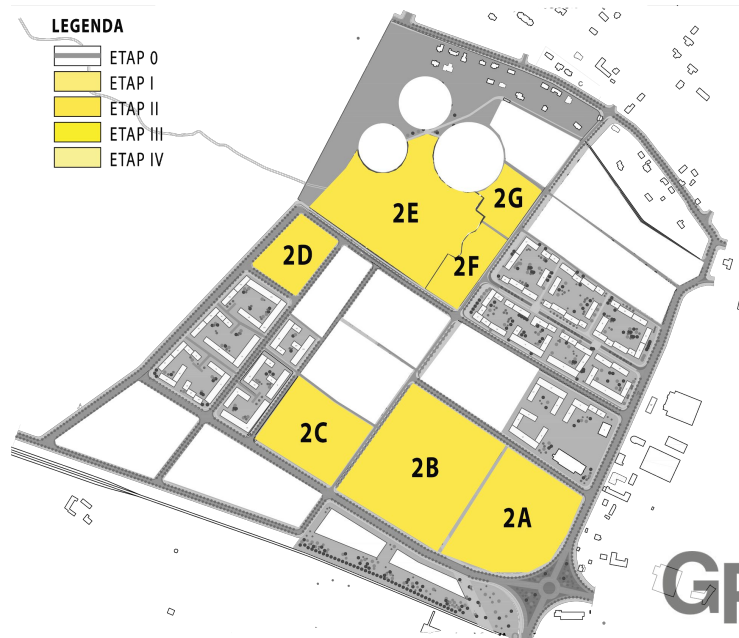 LEGENDA
ETAP 0
ETAP I
ETAP II
ETAP III
ETAP IV
2G
2E
2D
2F
2C
2B
2A